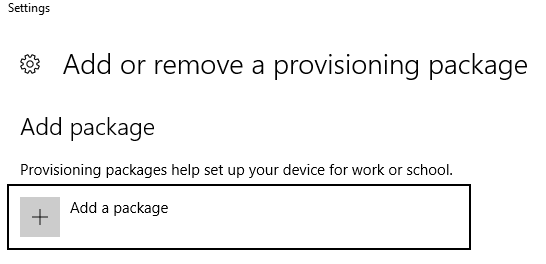 Settings
Add or remove a provisioning package
Add package
Provisioning packages help set up your device for work or school.
Add a package